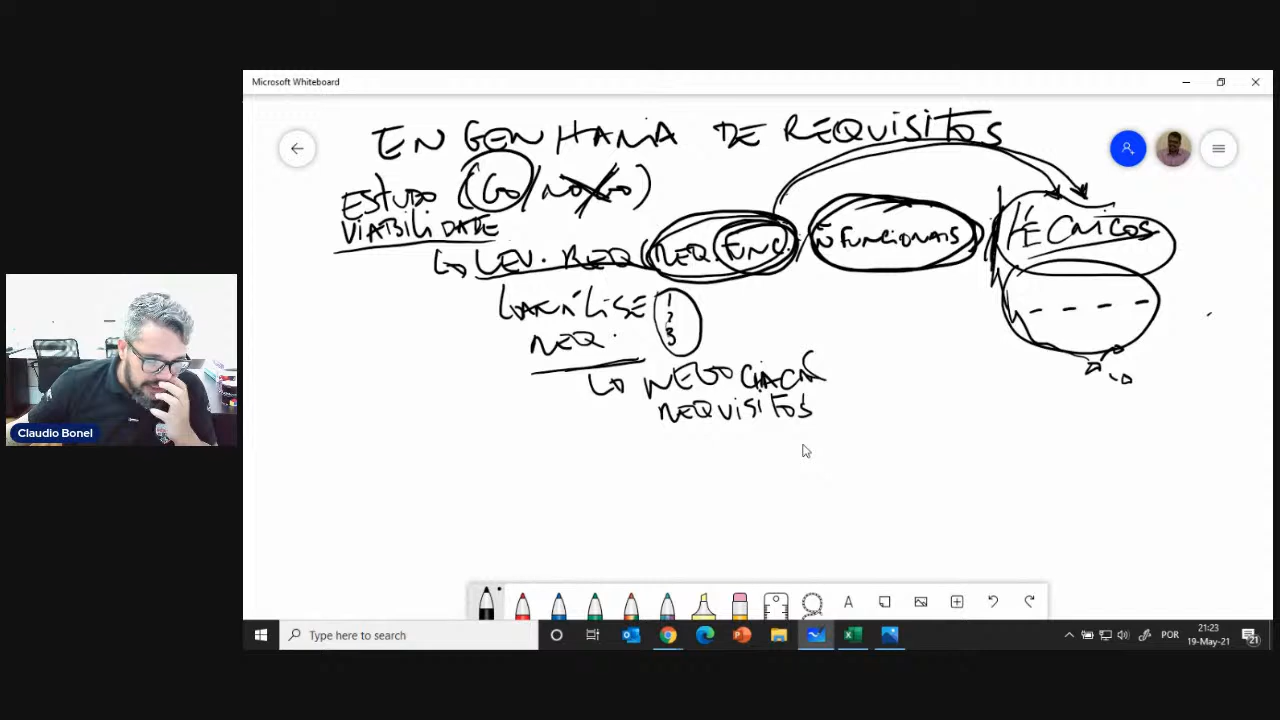 Microsoft Whiteboard
ENGENHARIA DE REQUISITOS
ESTUDO (GO/NO GO)
VIABILIDADE
LEV. REQ (REQ. FUNC. / Ñ FUNCIONAIS)
TÉCNICOS
ANÁLISE 1
REQ. 2
3
NEGOCIAÇÃO
REQUISITOS
Claudio Bonel
A
Type here to search
POR
21:23
19-May-21
21